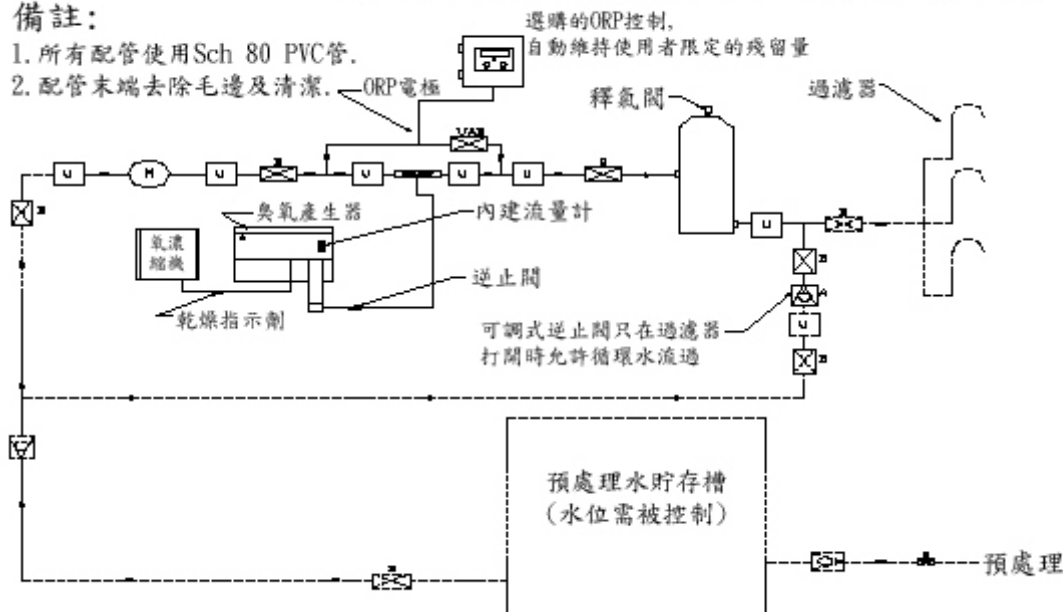 備註:
1.所有配管使用Sch 80 PVC管.
2.配管末端去除毛邊及清潔.
選購的ORP控制,
自動維持使用者限定的殘留量
ORP電極
釋氣閥
過濾器
U
M
U
U
U
U
臭氧產生器
內建流量計
氧濃
縮機
乾燥指示劑
逆止閥
U
可調式逆止閥只在過濾器
打開時允許循環水流過
U
預處理水貯存槽
(水位需被控制)
預處理